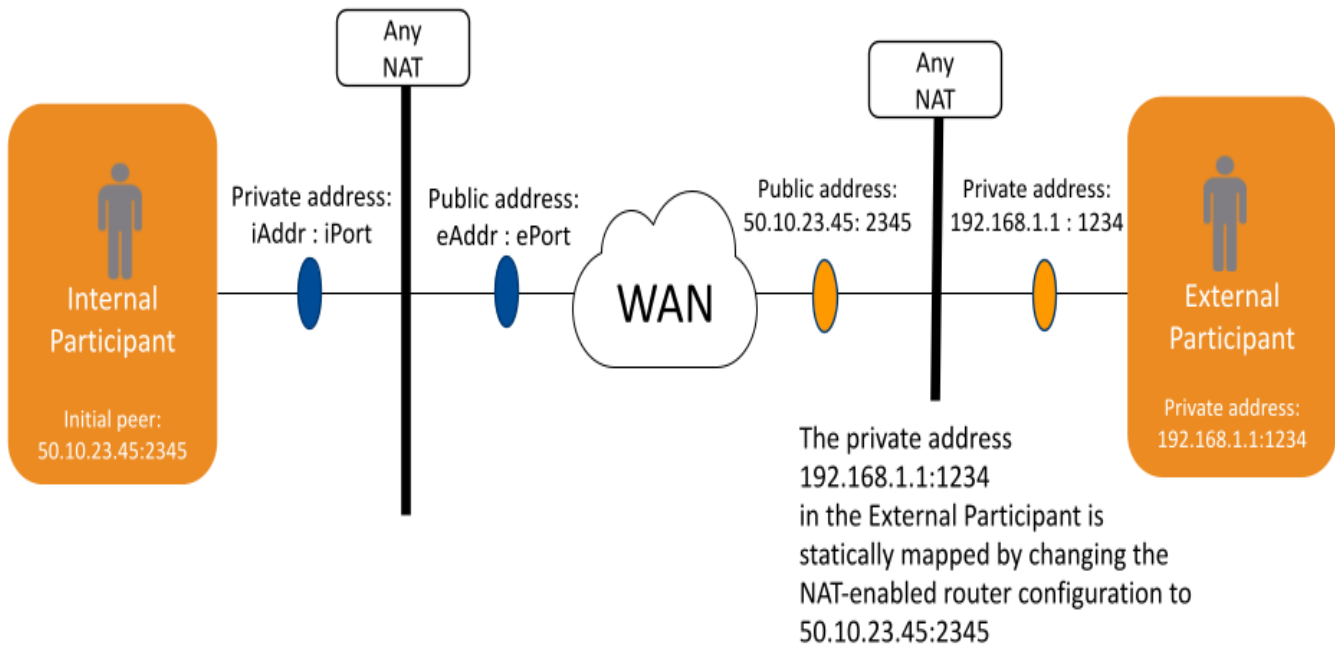 Any
NAT
Any
NAT
Private address:
iAddr : iPort
Public address:
eAddr : ePort
Public address:
50.10.23.45: 2345
Private address:
192.168.1.1 : 1234
WAN
Internal
Participant
Initial peer:
50.10.23.45:2345
External
Participant
Private address:
192.168.1.1:1234
The private address
192.168.1.1:1234
in the External Participant is
statically mapped by changing the
NAT-enabled router configuration to
50.10.23.45:2345